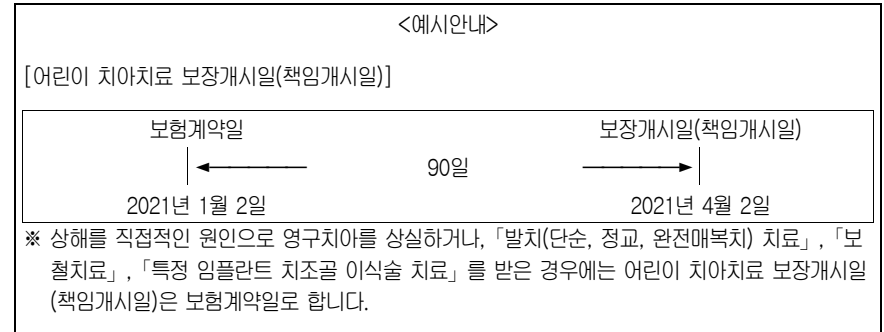 <예시안내>
[어린이 치아치료 보장개시일(책임개시일)]
보험계약일 보장개시일(책임개시일)
90일
2021년 1월 2일 2021년 4월 2일
※ 상해를 직접적인 원인으로 영구치아를 상실하거나,「발치(단순, 정교, 완전매복치) 치료」,「보
철치료」,「특정 임플란트 치조골 이식술 치료」를 받은 경우에는 어린이 치아치료 보장개시일
(책임개시일)은 보험계약일로 합니다.